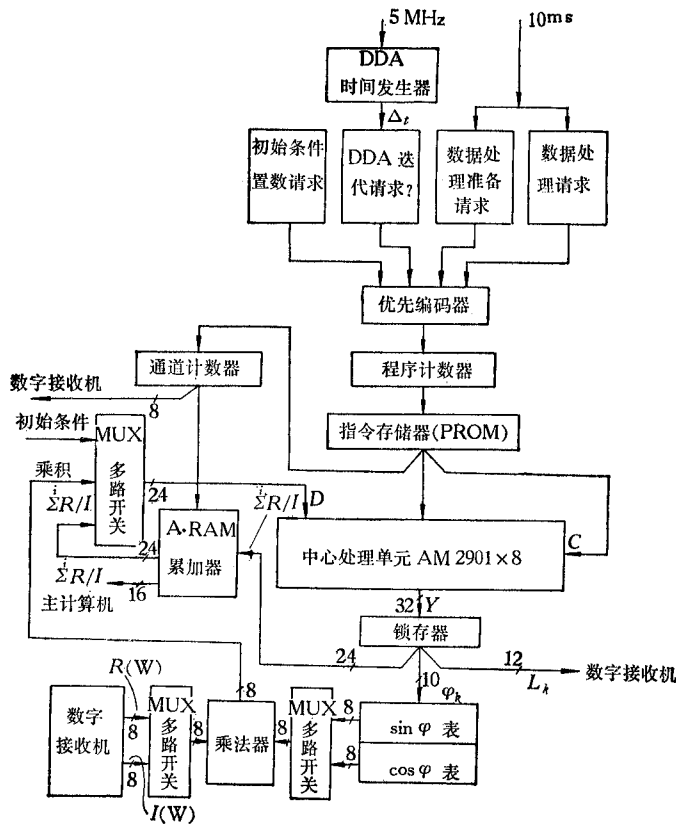 5 MHz
10ms
DDA
时间发生器
Δt
初始条件
置数请求
DDA 迭
代请求?
数据处
理准备
请求
数据处
理请求
优先编码器
通道计数器
程序计数器
数字接收机
8
初始条件
指令存储器(PROM)
MUX
多路开关
乘积
24
D
i
ΣR/I
i
ΣR/I
A·RAM
累加器
C
中心处理单元 AM 2901×8
24
i
ΣR/I
16
主计算机
32
Y
锁存器
24
12
数字接收机
10
Lk
φk
R(W)
8
数字
接收机
8
8
I(W)
MUX
多路开关
8
乘法器
8
MUX
多路开关
8
8
sin φ 表
cos φ 表